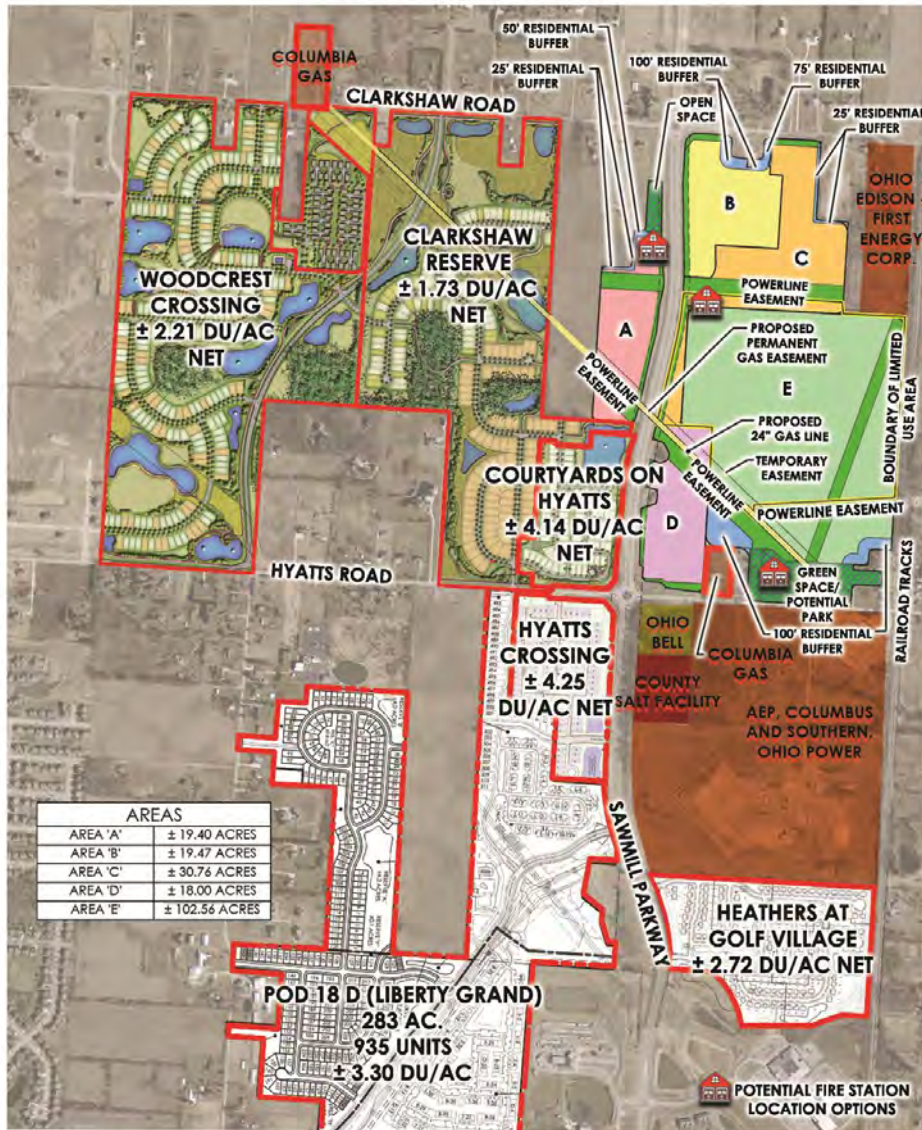 50' RESIDENTIAL
BUFFER
25' RESIDENTIAL
BUFFER
100' RESIDENTIAL
BUFFER
75' RESIDENTIAL
BUFFER
OPEN
SPACE
25' RESIDENTIAL
BUFFER
COLUMBIA
GAS
CLARKSHAW ROAD
OHIO
EDISON -
FIRST
ENERGY
CORP.
B
C
WOODCREST
CROSSING
± 2.21 DU/AC
NET
CLARKSHAW
RESERVE
± 1.73 DU/AC
NET
POWERLINE
EASEMENT
A
PROPOSED
PERMANENT
GAS EASEMENT
E
BOUNDARY OF LIMITED
USE AREA
POWERLINE
EASEMENT
PROPOSED
24" GAS LINE
TEMPORARY
EASEMENT
POWERLINE
EASEMENT
POWERLINE EASEMENT
COURTYARDS ON
HYATTS
± 4.14 DU/AC
NET
D
HYATTS ROAD
GREEN
SPACE/
POTENTIAL
PARK
RAILROAD TRACKS
100' RESIDENTIAL
BUFFER
HYATTS
CROSSING
± 4.25
DU/AC NET
OHIO
BELL
COLUMBIA
GAS
COUNTY
SALT FACILITY
AEP, COLUMBUS
AND SOUTHERN,
OHIO POWER
AREAS
AREA 'A' ± 19.40 ACRES
AREA 'B' ± 19.47 ACRES
AREA 'C' ± 30.76 ACRES
AREA 'D' ± 18.00 ACRES
AREA 'E' ± 102.56 ACRES
SAWMILL PARKWAY
HEATHERS AT
GOLF VILLAGE
± 2.72 DU/AC NET
POD 18 D (LIBERTY GRAND)
283 AC.
935 UNITS
± 3.30 DU/AC
POTENTIAL FIRE STATION
LOCATION OPTIONS